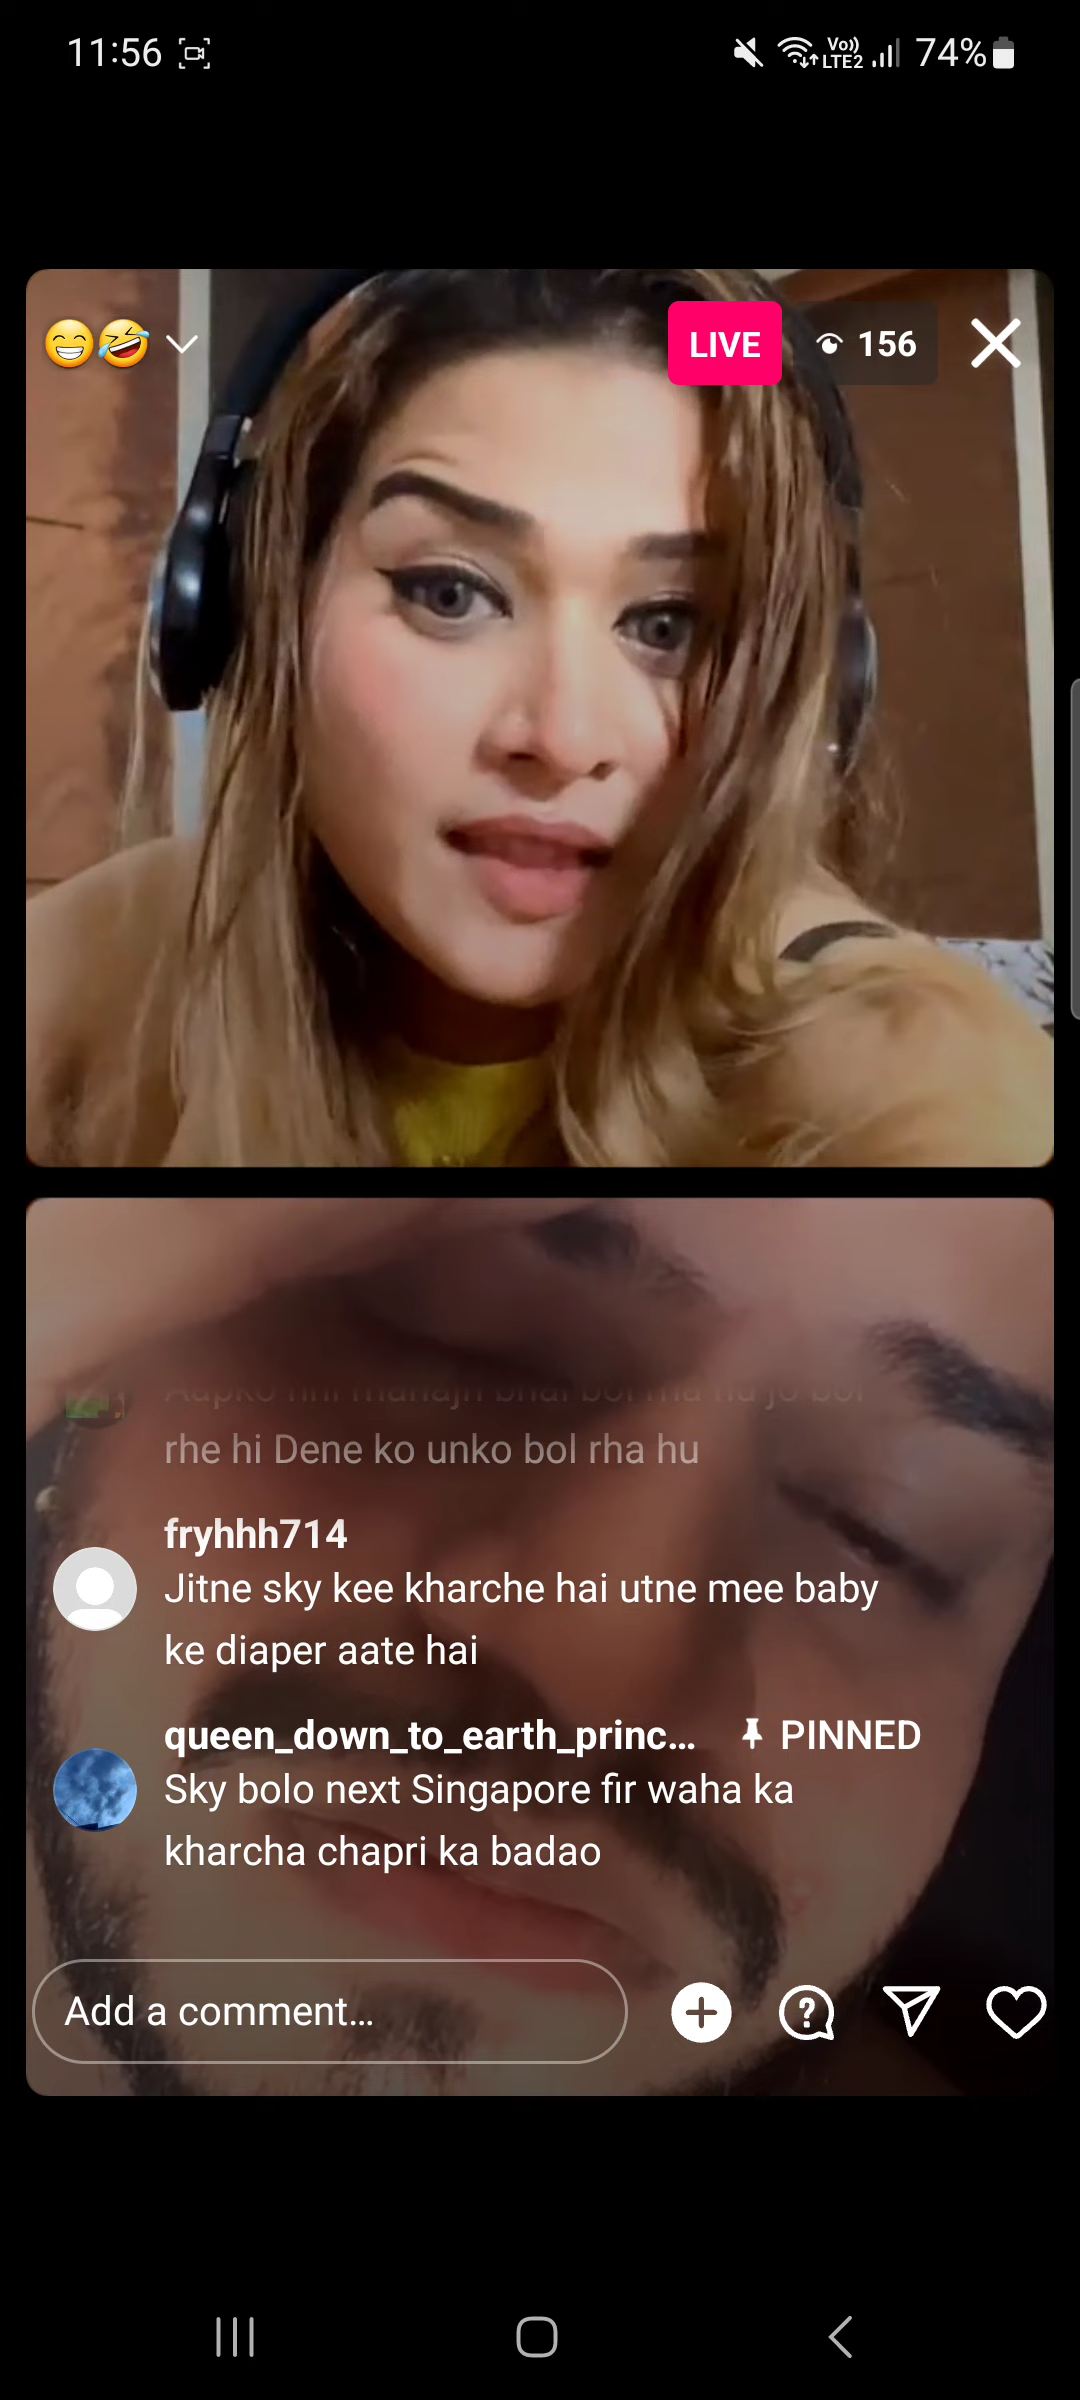 11:56
Vo))
LTE2
74%
😁🤣
LIVE
156
rhe hi Dene ko unko bol rha hu
fryhhh714
Jitne sky kee kharche hai utne mee baby
ke diaper aate hai
queen_down_to_earth_princ... PINNED
Sky bolo next Singapore fir waha ka
kharcha chapri ka badao
Add a comment...